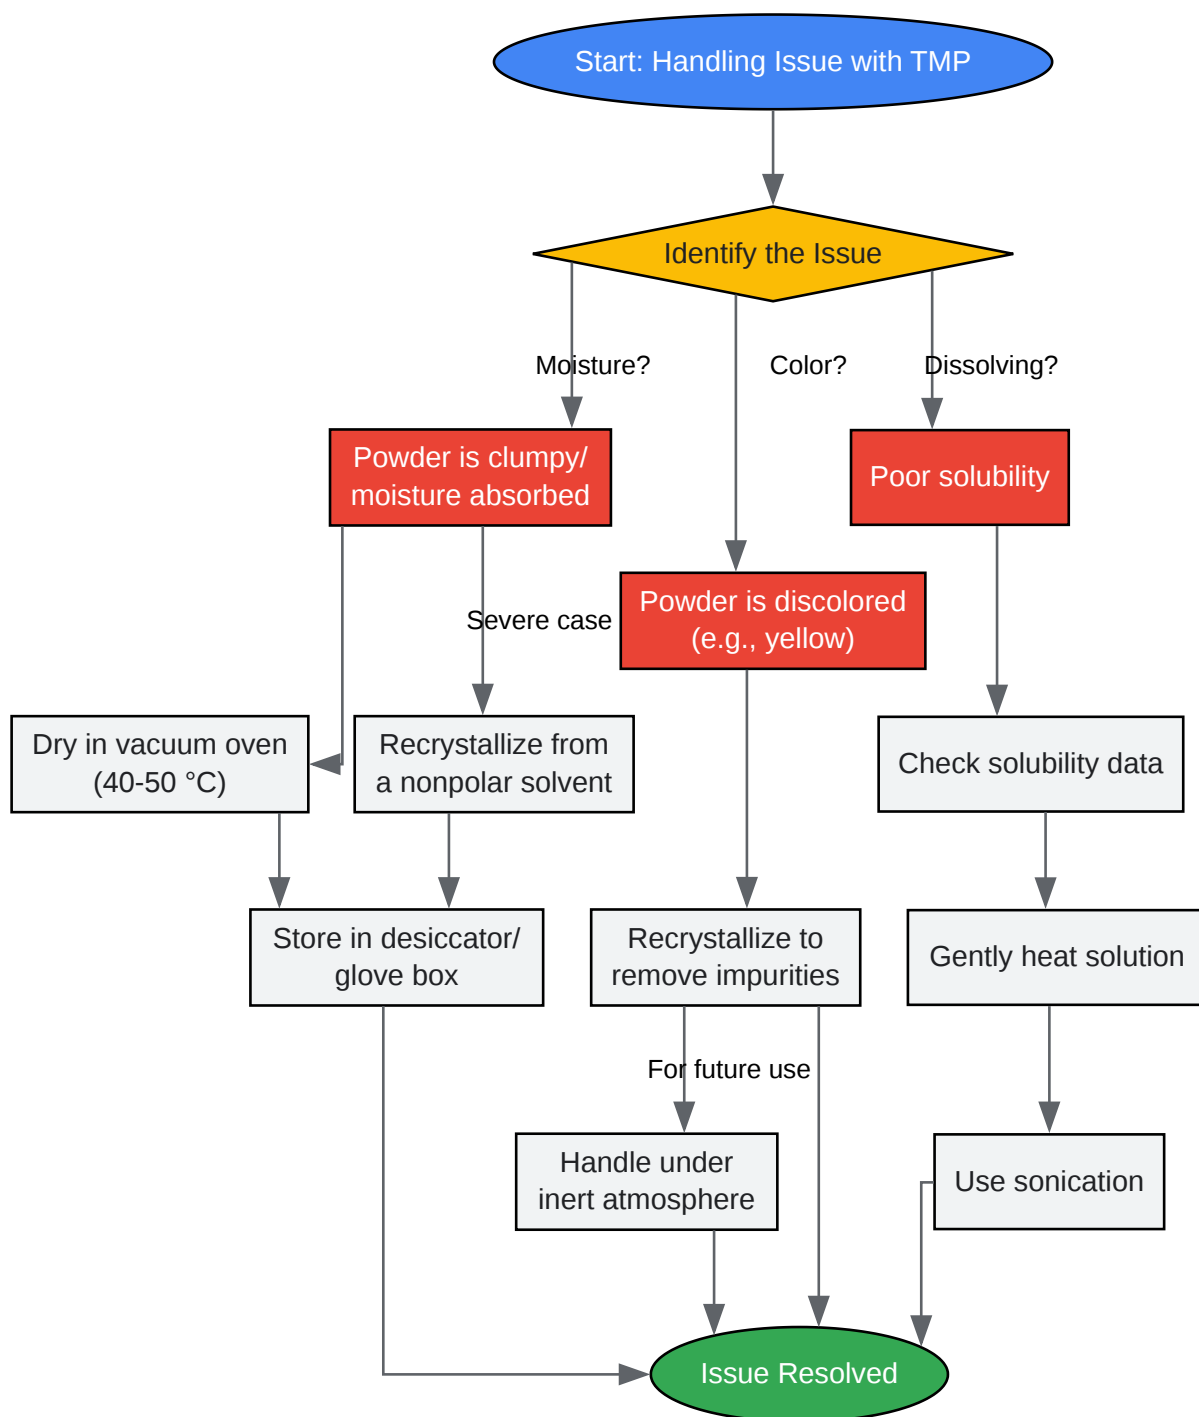 Start: Handling Issue with TMP
Identify the Issue
Moisture?
Color?
Dissolving?
Powder is clumpy/
moisture absorbed
Poor solubility
Severe case
Powder is discolored
(e.g., yellow)
Dry in vacuum oven
(40-50 °C)
Recrystallize from
a nonpolar solvent
Check solubility data
Store in desiccator/
glove box
Recrystallize to
remove impurities
Gently heat solution
For future use
Handle under
inert atmosphere
Use sonication
Issue Resolved